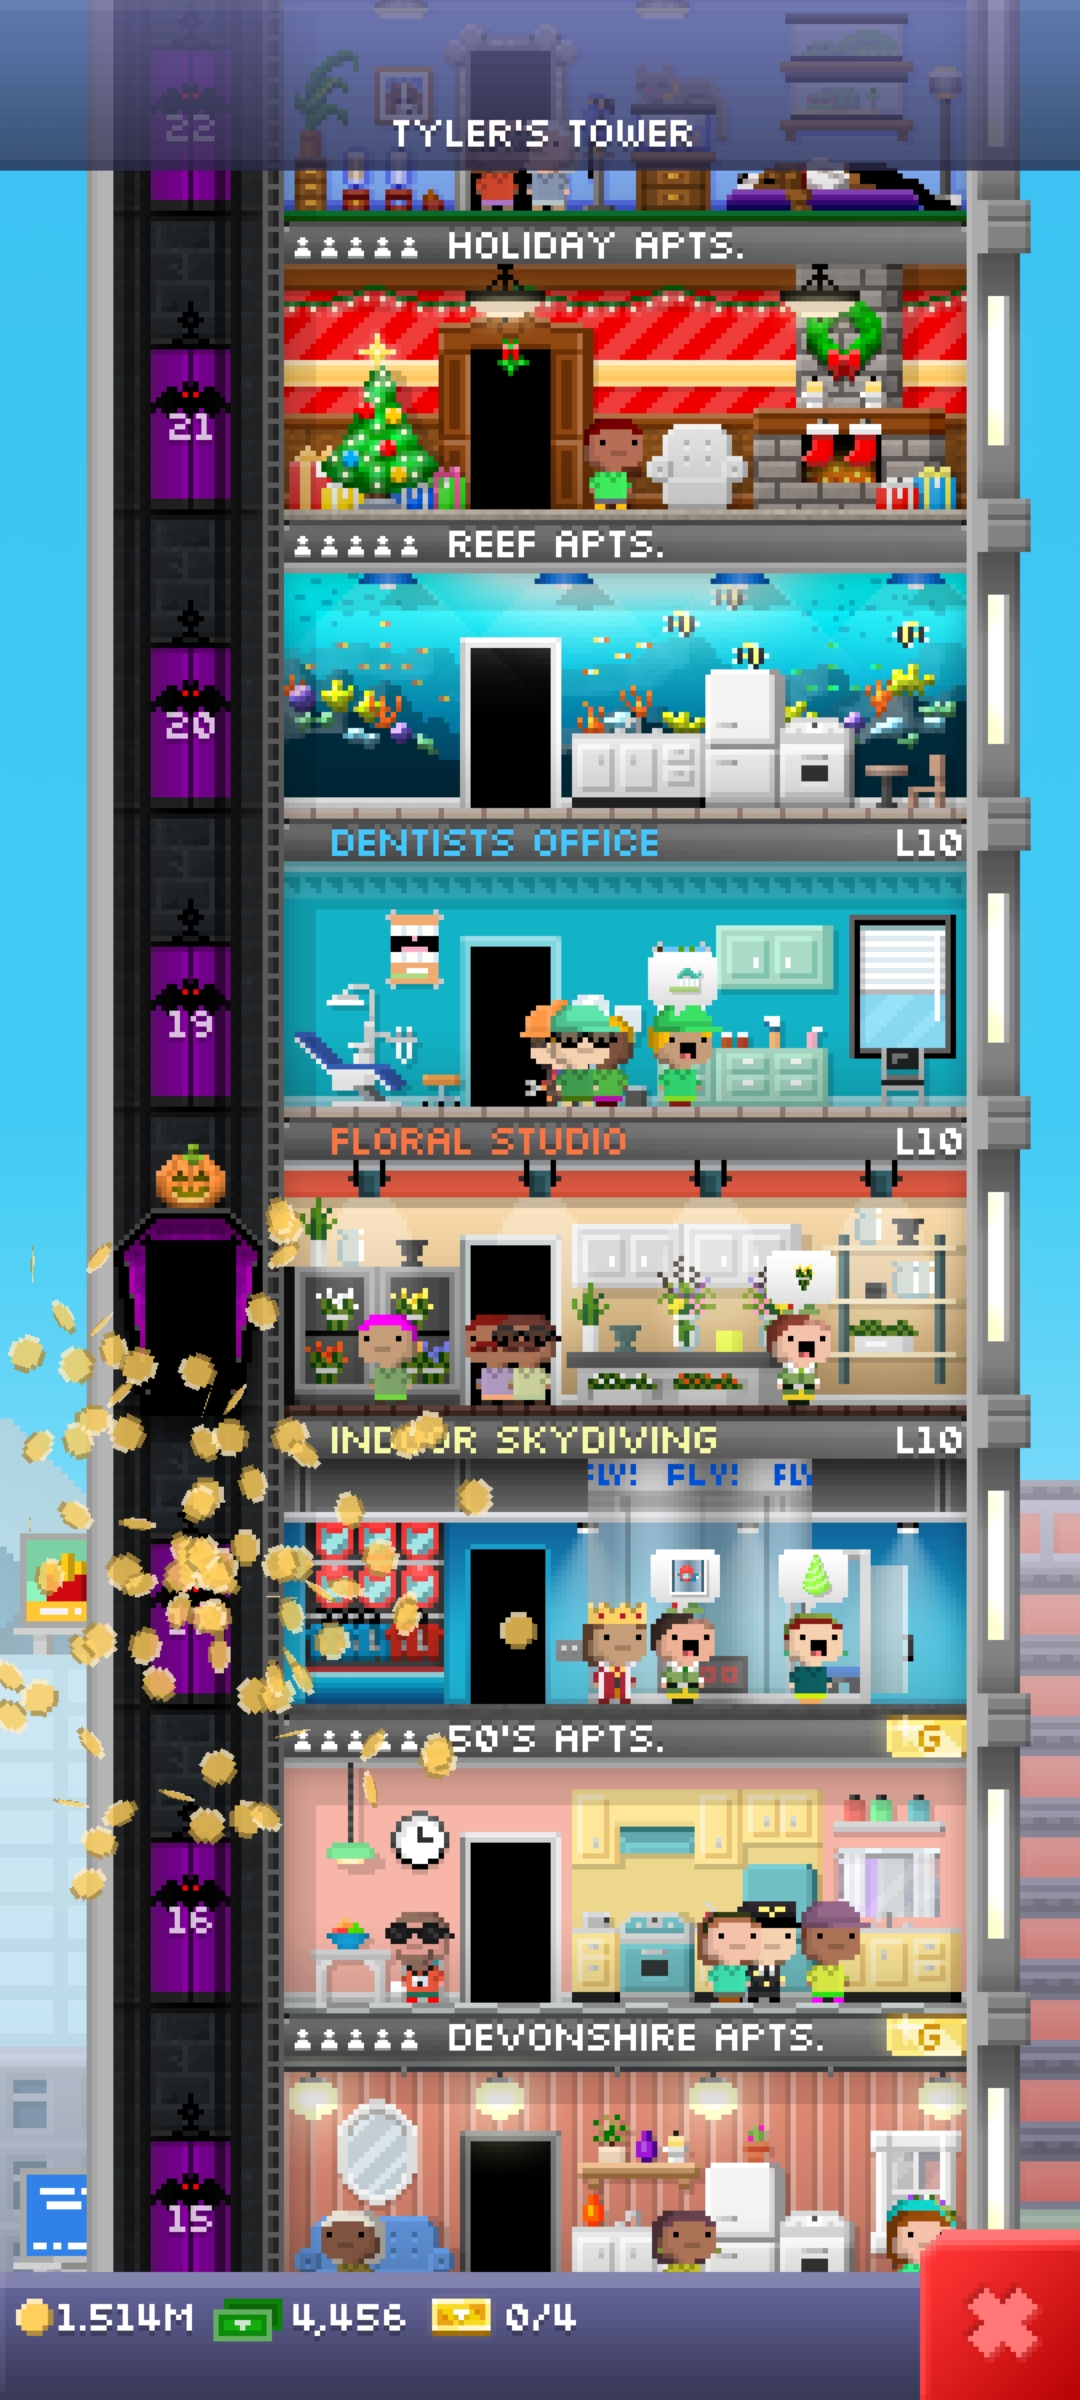 22
TYLER'S TOWER
HOLIDAY APTS.
21
REEF APTS.
20
DENTISTS OFFICE L10
19
FLORAL STUDIO L10
INDOOR SKYDIVING L10
FLY! FLY! FLY
50'S APTS. G
16
DEVONSHIRE APTS. G
15
1.514M 4,456 0/4